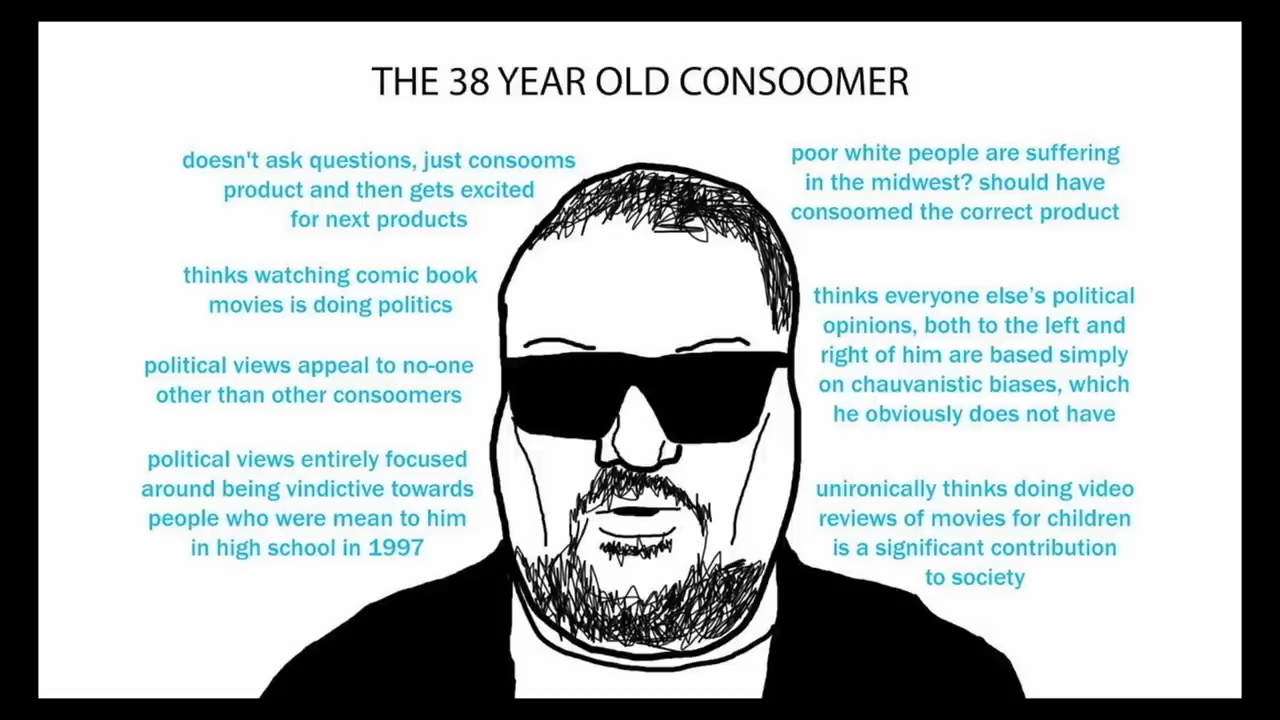 THE 38 YEAR OLD CONSOOMER
doesn't ask questions, just consooms
product and then gets excited
for next products
thinks watching comic book
movies is doing politics
political views appeal to no-one
other than other consoomers
political views entirely focused
around being vindictive towards
people who were mean to him
in high school in 1997
poor white people are suffering
in the midwest? should have
consoomed the correct product
thinks everyone else's political
opinions, both to the left and
right of him are based simply
on chauvanistic biases, which
he obviously does not have
unironically thinks doing video
reviews of movies for children
is a significant contribution
to society